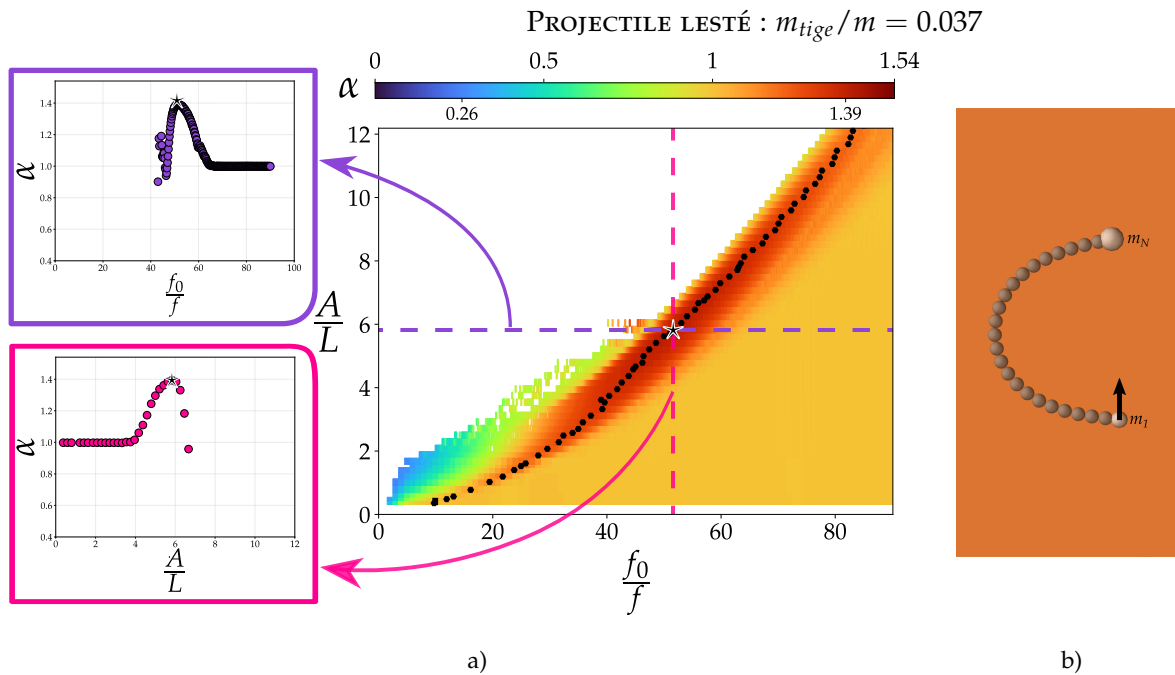 PROJECTILE LESTÉ : m_tige/m = 0.037
0 0.5 1 1.54
α
0.26 1.39
1.4
1.2
1.0
0.8
0.6
0.4
α
0 20 40 60 80 100
f0/f
1.4
1.2
1.0
0.8
0.6
0.4
α
0 2 4 6 8 10 12
A/L
A/L
12
10
8
6
4
2
0
0 20 40 60 80
f0/f
a)
m_N
m_1
b)